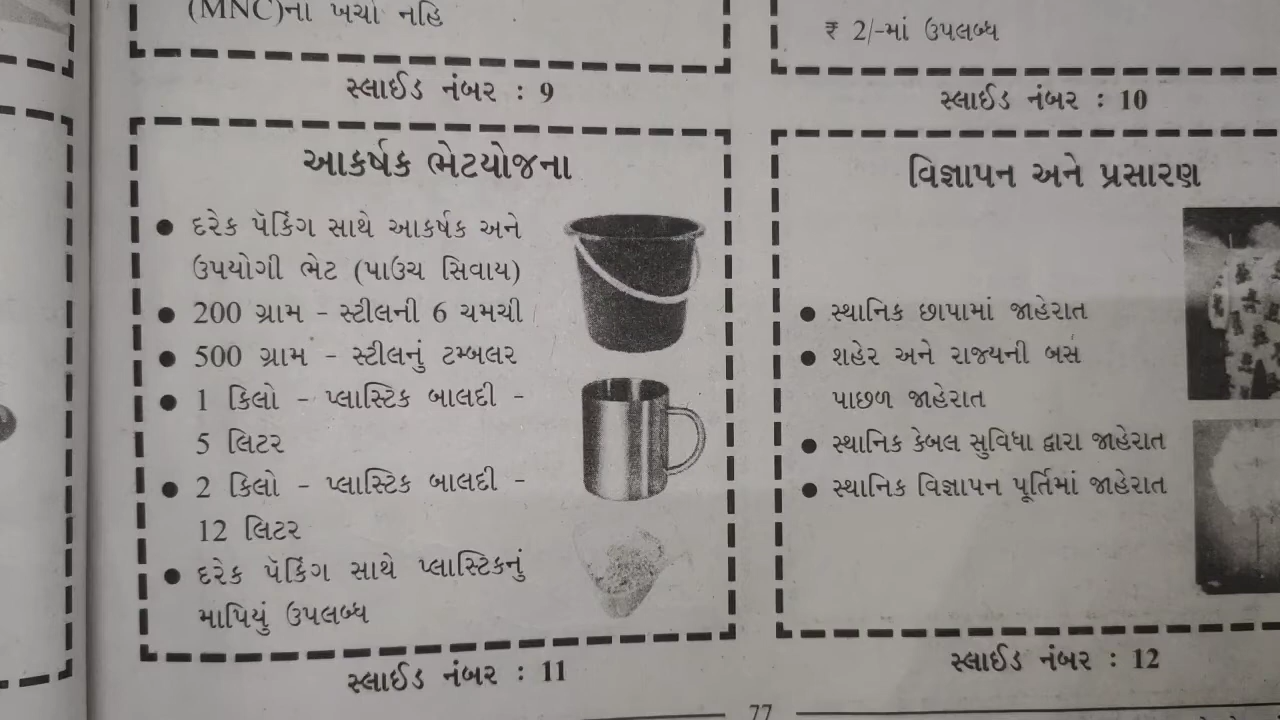 (MNC)ના ખર્ચા નહિ
સ્લાઈડ નંબર : 9
₹ 2/-માં ઉપલબ્ધ
સ્લાઈડ નંબર : 10
આકર્ષક ભેટયોજના
● દરેક પૅકિંગ સાથે આકર્ષક અને
ઉપયોગી ભેટ (પાઉચ સિવાય)
● 200 ગ્રામ - સ્ટીલની 6 ચમચી
● 500 ગ્રામ - સ્ટીલનું ટમ્બલર
● 1 કિલો - પ્લાસ્ટિક બાલદી -
5 લિટર
● 2 કિલો - પ્લાસ્ટિક બાલદી -
12 લિટર
● દરેક પૅકિંગ સાથે પ્લાસ્ટિકનું
માપિયું ઉપલબ્ધ
સ્લાઈડ નંબર : 11
વિજ્ઞાપન અને પ્રસારણ
● સ્થાનિક છાપામાં જાહેરાત
● શહેર અને રાજ્યની બસ
પાછળ જાહેરાત
● સ્થાનિક કેબલ સુવિધા દ્વારા જાહેરાત
● સ્થાનિક વિજ્ઞાપન પૂર્તિમાં જાહેરાત
સ્લાઈડ નંબર : 12
77